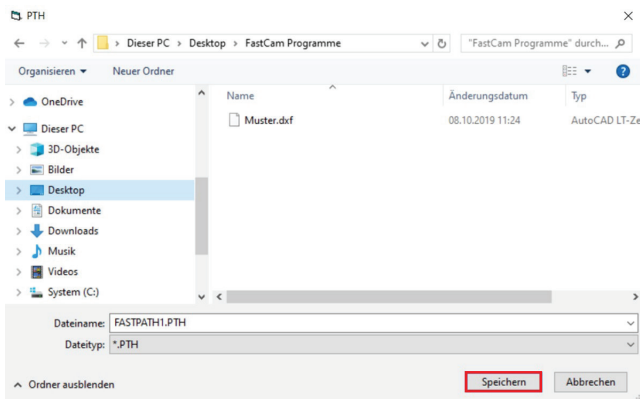 PTH
Dieser PC > Desktop > FastCam Programme
"FastCam Programme" durch...
Organisieren Neuer Ordner
Name Änderungsdatum Typ
OneDrive
Muster.dxf 08.10.2019 11:24 AutoCAD LT-Ze
Dieser PC
3D-Objekte
Bilder
Desktop
Dokumente
Downloads
Musik
Videos
System (C:)
Dateiname: FASTPATH1.PTH
Dateityp: *.PTH
Ordner ausblenden Speichern Abbrechen